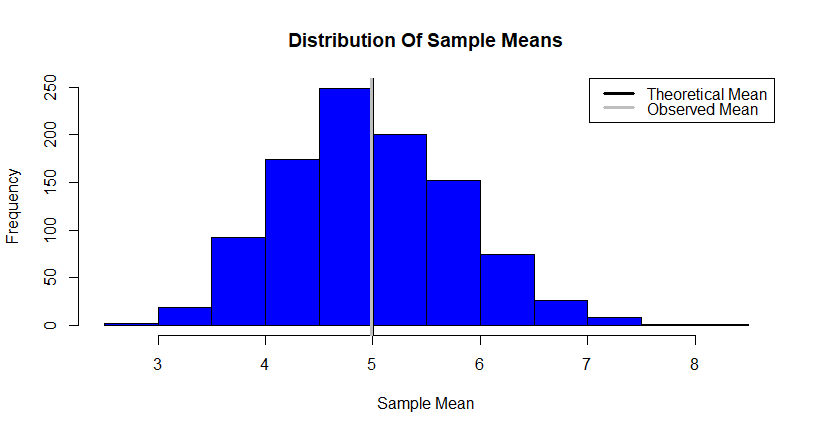 Distribution Of Sample Means
Theoretical Mean
Observed Mean
Frequency
250
200
150
100
50
0
3 4 5 6 7 8
Sample Mean